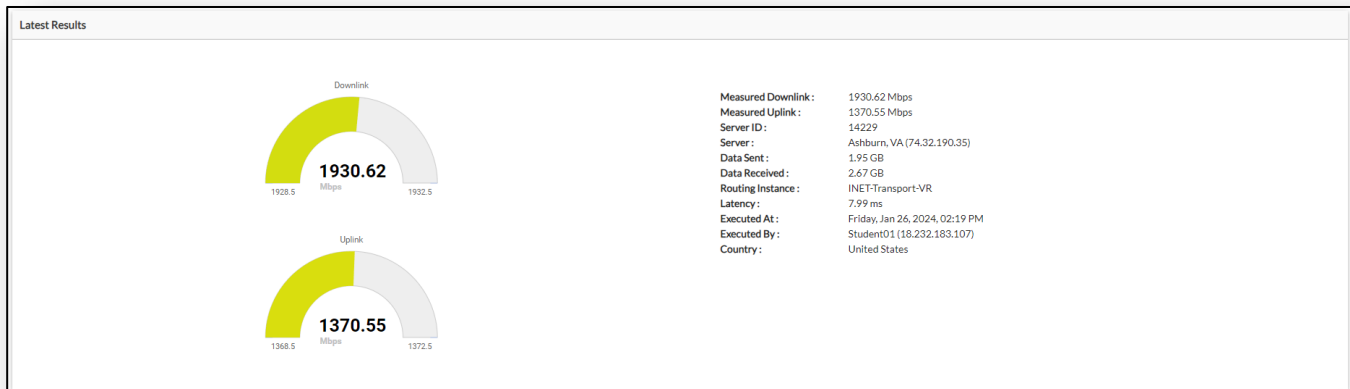 Latest Results
Downlink
1930.62
Mbps
1928.5 1932.5
Uplink
1370.55
Mbps
1368.5 1372.5
Measured Downlink : 1930.62 Mbps
Measured Uplink : 1370.55 Mbps
Server ID : 14229
Server : Ashburn, VA (74.32.190.35)
Data Sent : 1.95 GB
Data Received : 2.67 GB
Routing Instance : INET-Transport-VR
Latency : 7.99 ms
Executed At : Friday, Jan 26, 2024, 02:19 PM
Executed By : Student01 (18.232.183.107)
Country : United States